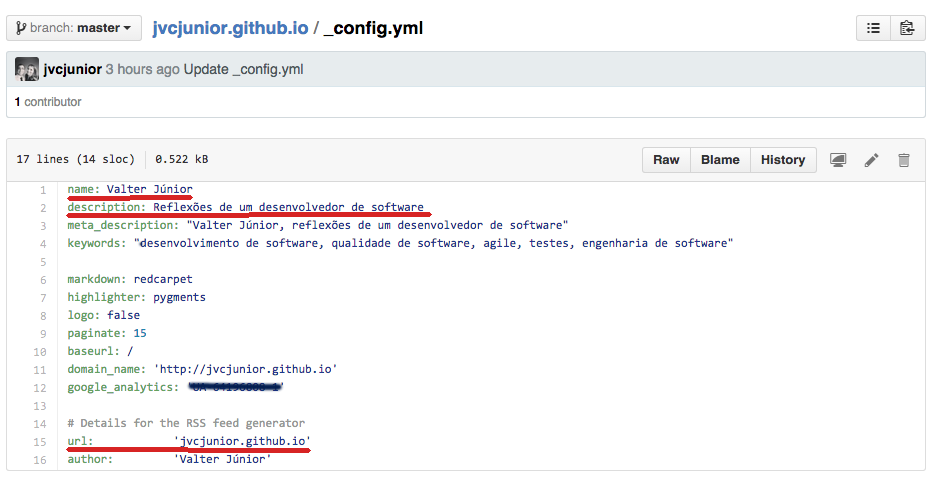 branch: master jvcjunior.github.io / _config.yml
jvcjunior 3 hours ago Update _config.yml
1 contributor
17 lines (14 sloc) 0.522 kB Raw Blame History
1 name: Valter Júnior
2 description: Reflexões de um desenvolvedor de software
3 meta_description: "Valter Júnior, reflexões de um desenvolvedor de software"
4 keywords: "desenvolvimento de software, qualidade de software, agile, testes, engenharia de software"
5
6 markdown: redcarpet
7 highlighter: pygments
8 logo: false
9 paginate: 15
10 baseurl: /
11 domain_name: 'http://jvcjunior.github.io'
12 google_analytics:
13
14 # Details for the RSS feed generator
15 url: 'jvcjunior.github.io'
16 author: 'Valter Júnior'